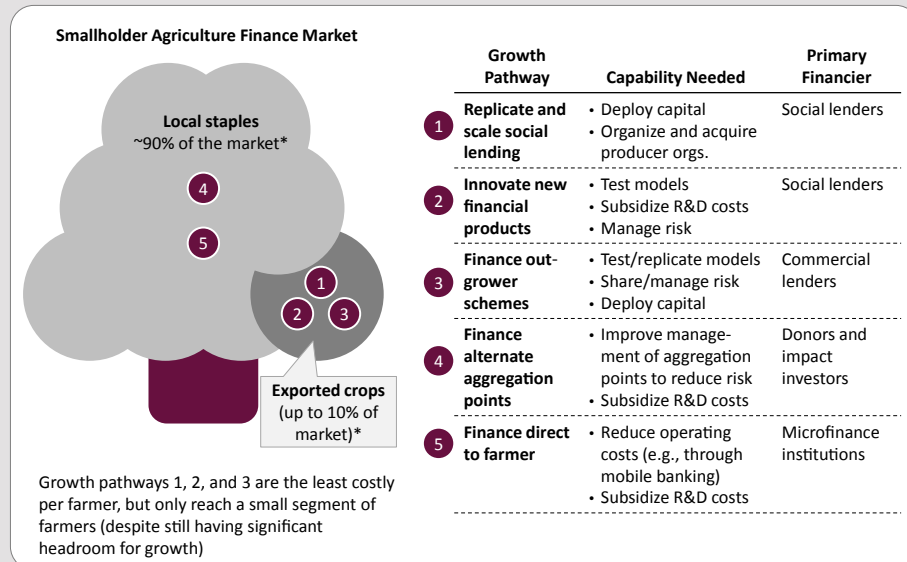 Smallholder Agriculture Finance Market
Local staples
~90% of the market*
4
5
1
2
3
Exported crops
(up to 10% of
market)*
Growth pathways 1, 2, and 3 are the least costly
per farmer, but only reach a small segment of
farmers (despite still having significant
headroom for growth)
Growth
Pathway
Capability Needed
Primary
Financier
1
Replicate and
scale social
lending
• Deploy capital
• Organize and acquire
producer orgs.
Social lenders
2
Innovate new
financial
products
• Test models
• Subsidize R&D costs
• Manage risk
Social lenders
3
Finance out-
grower
schemes
• Test/replicate models
• Share/manage risk
• Deploy capital
Commercial
lenders
4
Finance
alternate
aggregation
points
• Improve manage-
ment of aggregation
points to reduce risk
• Subsidize R&D costs
Donors and
impact
investors
5
Finance direct
to farmer
• Reduce operating
costs (e.g., through
mobile banking)
• Subsidize R&D costs
Microfinance
institutions